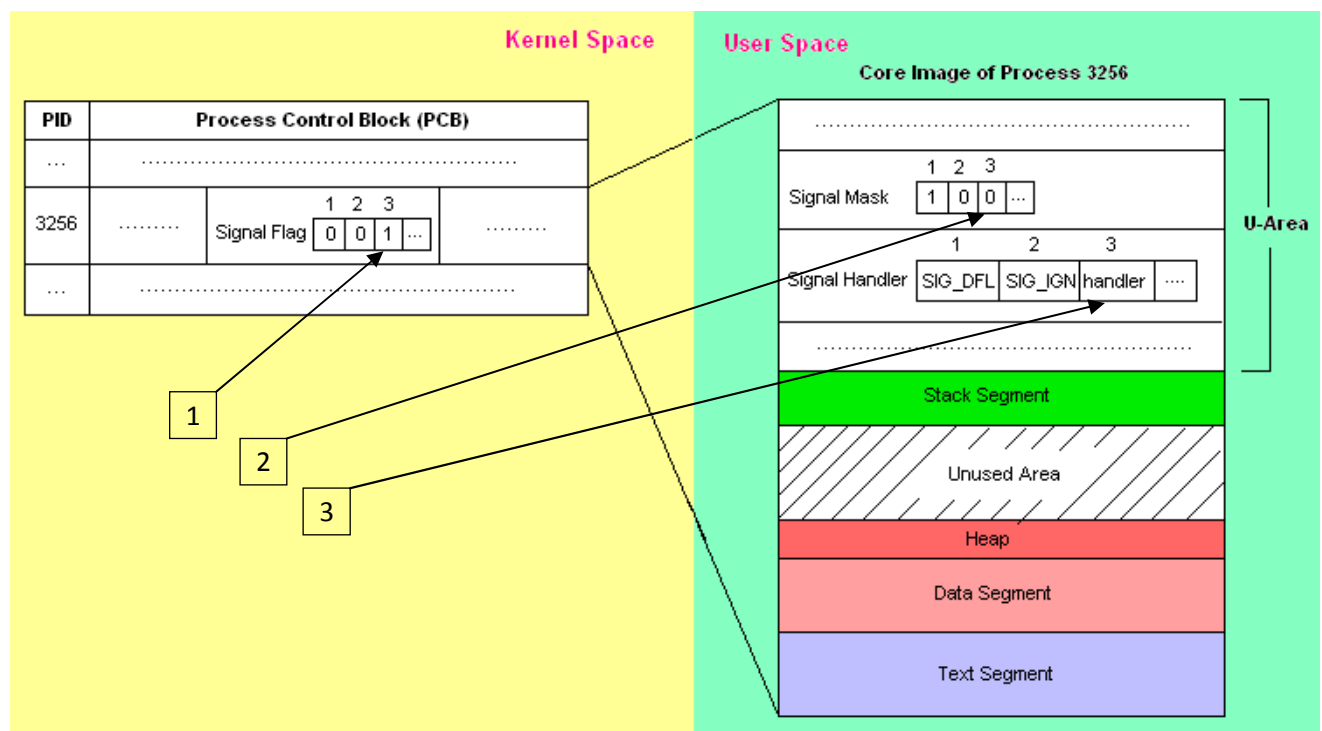 Kernel Space
User Space
Core Image of Process 3256
PID Process Control Block (PCB)
... ..................................................
3256 ......... Signal Flag
1 2 3
0 0 1 ...
.........
... ..................................................
..................................................
Signal Mask
1 2 3
1 0 0 ...
Signal Handler
1 2 3
SIG_DFL SIG_IGN handler ....
..................................................
U-Area
Stack Segment
Unused Area
Heap
Data Segment
Text Segment
1
2
3